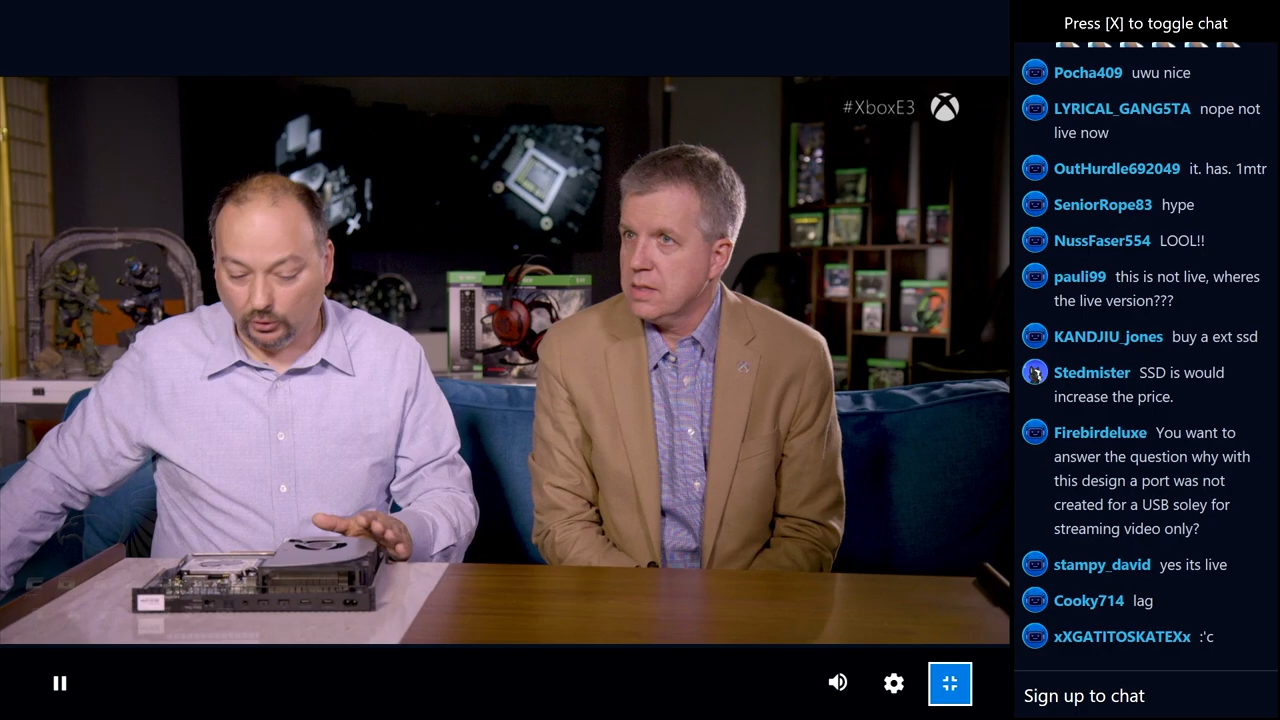 Press [X] to toggle chat
#XboxE3
Pocha409 uwu nice
LYRICAL_GANG5TA nope not
live now
OutHurdle692049 it. has. 1mtr
SeniorRope83 hype
NussFaser554 LOOL!!
pauli99 this is not live, wheres
the live version???
KANDJIU_jones buy a ext ssd
Stedmister SSD is would
increase the price.
Firebirdeluxe You want to
answer the question why with
this design a port was not
created for a USB soley for
streaming video only?
stampy_david yes its live
Cooky714 lag
xXGATITOSKATEXx :'c
Sign up to chat